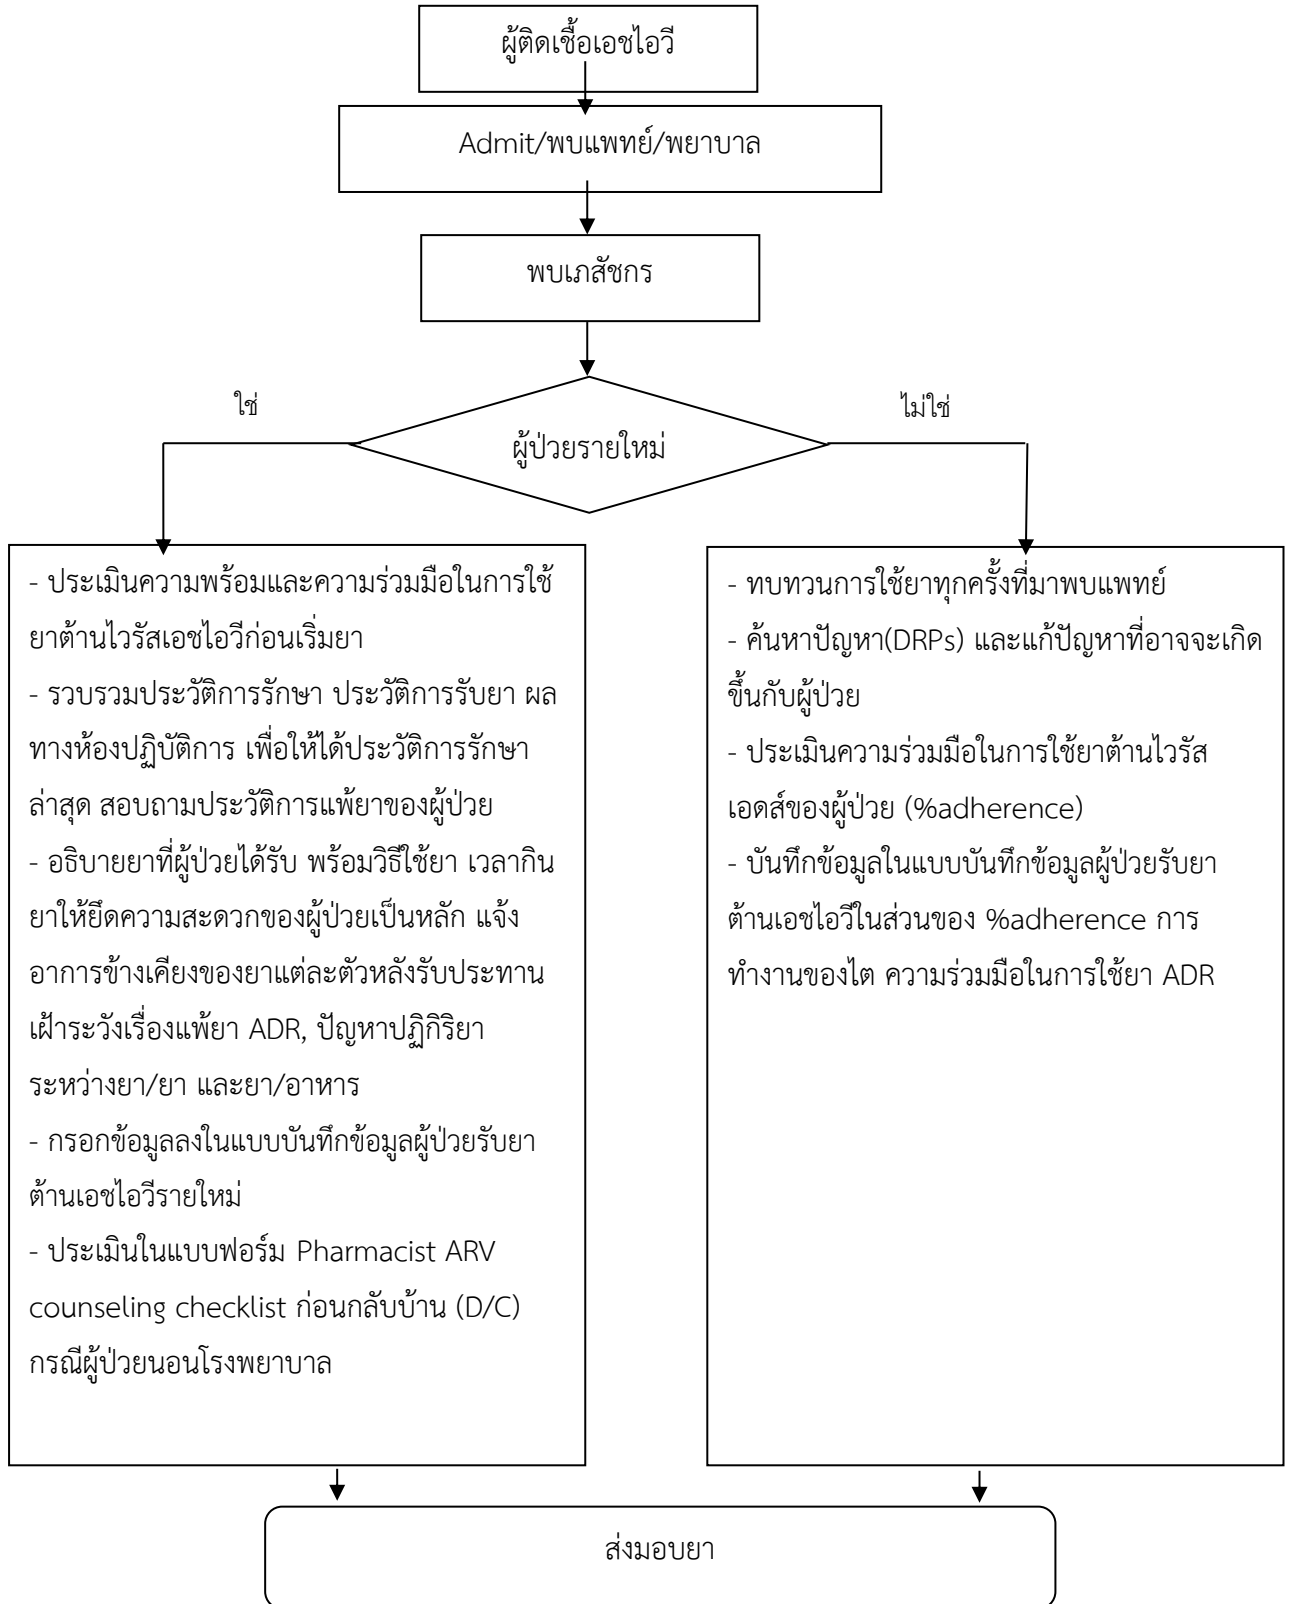 ผู้ติดเชื้อเอชไอวี
Admit/พบแพทย์/พยาบาล
พบเภสัชกร
ใช่
ไม่ใช่
ผู้ป่วยรายใหม่
- ประเมินความพร้อมและความร่วมมือในการใช้
ยาต้านไวรัสเอชไอวีก่อนเริ่มยา
- รวบรวมประวัติการรักษา ประวัติการรับยา ผล
ทางห้องปฏิบัติการ เพื่อให้ได้ประวัติการรักษา
ล่าสุด สอบถามประวัติการแพ้ยาของผู้ป่วย
- อธิบายยาที่ผู้ป่วยได้รับ พร้อมวิธีใช้ยา เวลากิน
ยาให้ยึดความสะดวกของผู้ป่วยเป็นหลัก แจ้ง
อาการข้างเคียงของยาแต่ละตัวหลังรับประทาน
เฝ้าระวังเรื่องแพ้ยา ADR, ปัญหาปฏิกิริยา
ระหว่างยา/ยา และยา/อาหาร
- กรอกข้อมูลลงในแบบบันทึกข้อมูลผู้ป่วยรับยา
ต้านเอชไอวีรายใหม่
- ประเมินในแบบฟอร์ม Pharmacist ARV
counseling checklist ก่อนกลับบ้าน (D/C)
กรณีผู้ป่วยนอนโรงพยาบาล
- ทบทวนการใช้ยาทุกครั้งที่มาพบแพทย์
- ค้นหาปัญหา(DRPs) และแก้ปัญหาที่อาจจะเกิด
ขึ้นกับผู้ป่วย
- ประเมินความร่วมมือในการใช้ยาต้านไวรัส
เอดส์ของผู้ป่วย (%adherence)
- บันทึกข้อมูลในแบบบันทึกข้อมูลผู้ป่วยรับยา
ต้านเอชไอวีในส่วนของ %adherence การ
ทำงานของไต ความร่วมมือในการใช้ยา ADR
ส่งมอบยา